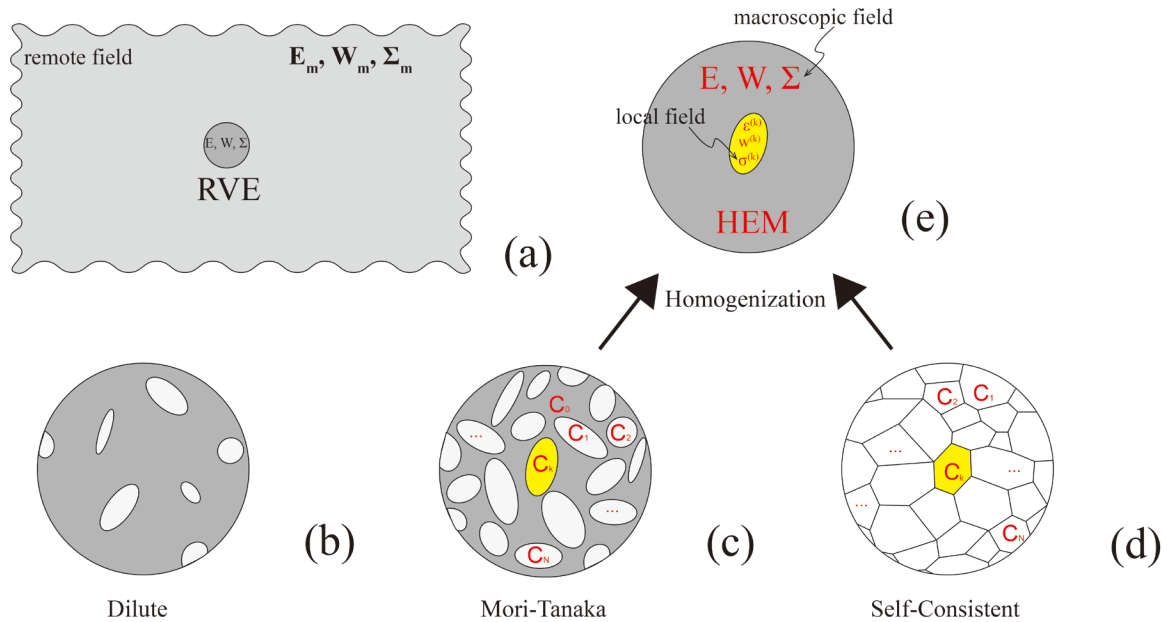 remote field
E_m, W_m, Σ_m
E, W, Σ
RVE
(a)
macroscopic field
E, W, Σ
local field
ε^(k)
w^(k)
σ^(k)
HEM
(e)
Homogenization
(b)
Dilute
C_0
... C_1 C_2
C_k
...
C_N
(c)
Mori-Tanaka
C_2 C_1
...
C_k ...
...
C_N
(d)
Self-Consistent